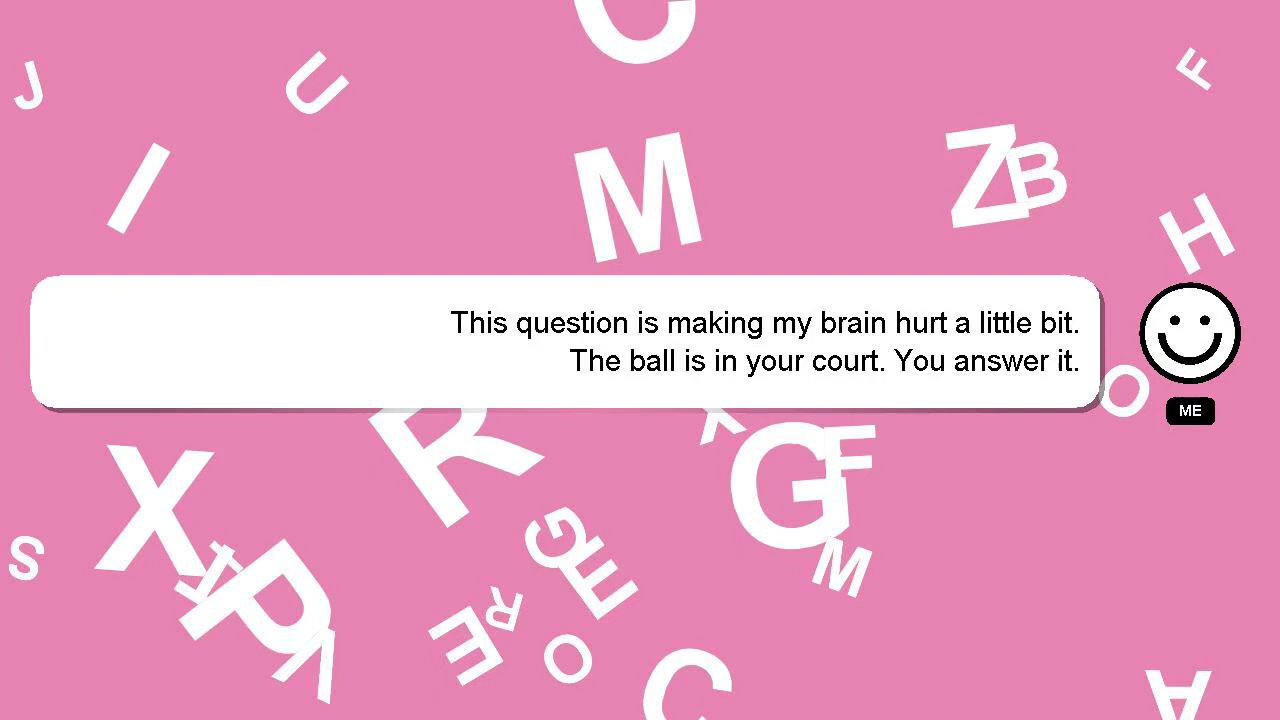 C
J
U
F
I
M
Z
B
H
This question is making my brain hurt a little bit.
The ball is in your court. You answer it.
ME
O
R
X
G
F
X
S
I
P
V
G
E
R
E
O
M
C
A